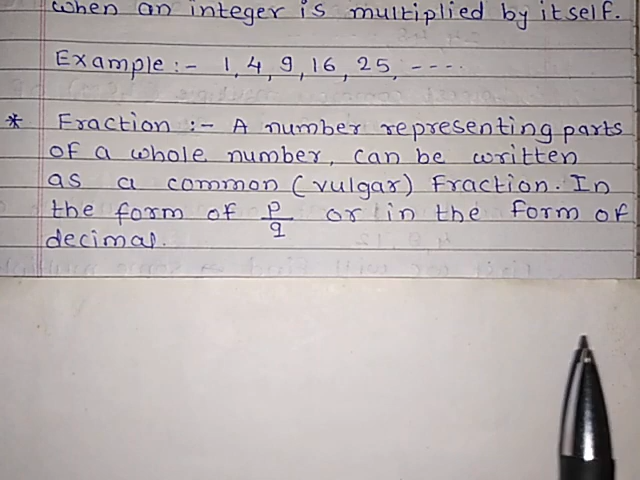 when an integer is multiplied by itself.
Example :- 1, 4, 9, 16, 25, ----.
* Fraction :- A number representing parts
of a whole number, can be written
as a common (vulgar) fraction. In
the form of p/q or in the form of
decimal.